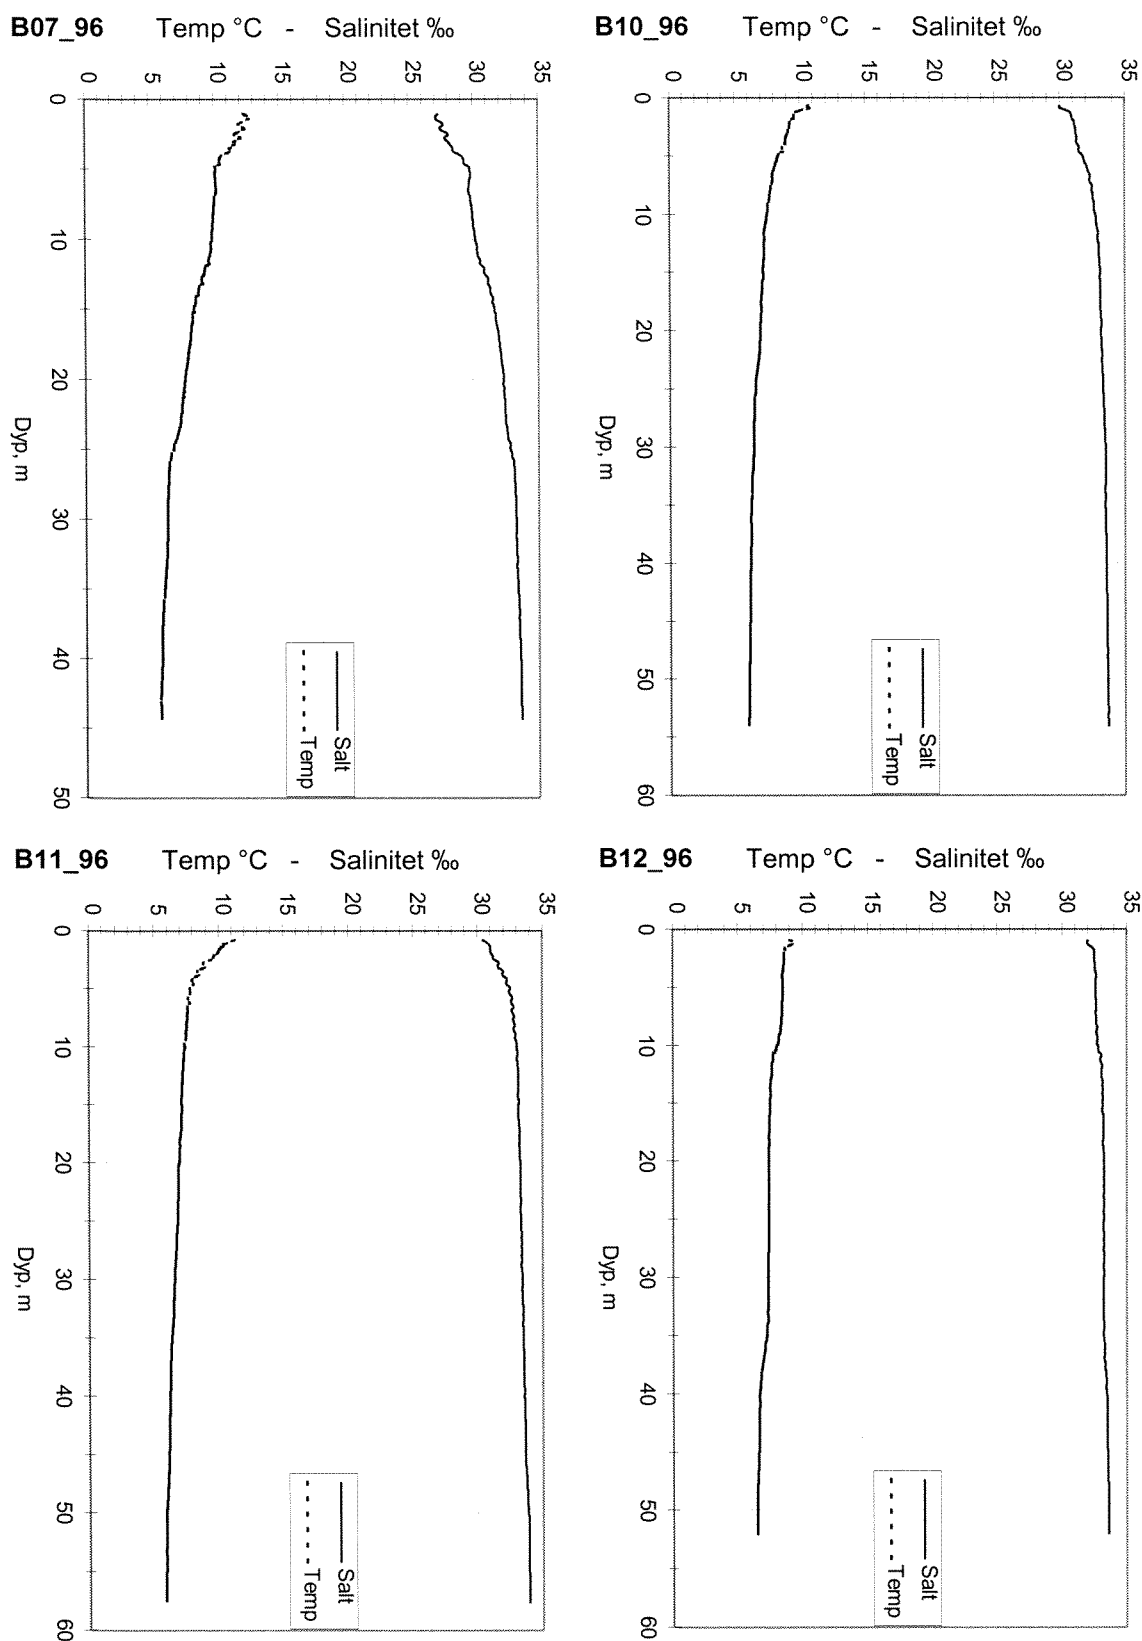 B07_96 Temp °C - Salinitet ‰
0 5 10 15 20 25 30 35
0
10
20
30
40
50
Dyp, m
Salt
Temp
B10_96 Temp °C - Salinitet ‰
0 5 10 15 20 25 30 35
0
10
20
30
40
50
60
Dyp, m
Salt
Temp
B11_96 Temp °C - Salinitet ‰
0 5 10 15 20 25 30 35
0
10
20
30
40
50
60
Dyp, m
Salt
Temp
B12_96 Temp °C - Salinitet ‰
0 5 10 15 20 25 30 35
0
10
20
30
40
50
60
Dyp, m
Salt
Temp